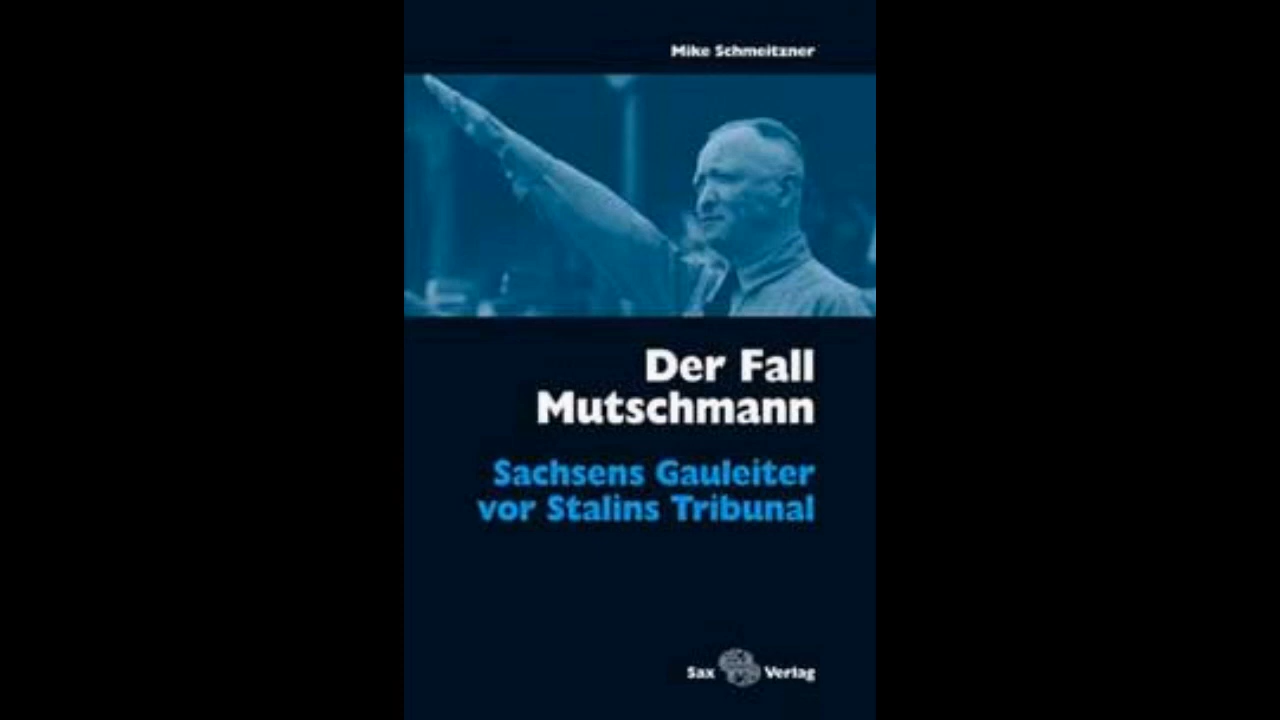 Mike Schmeitzner
Der Fall
Mutschmann
Sachsens Gauleiter
vor Stalins Tribunal
Sax Verlag